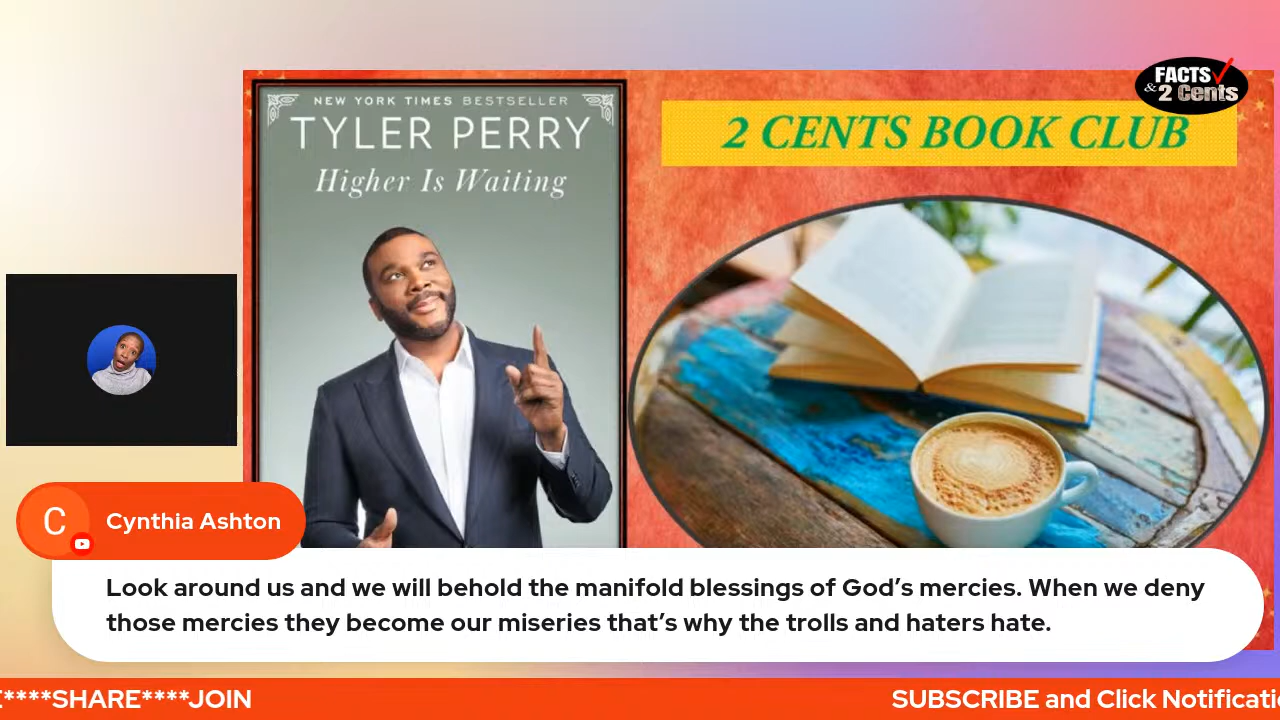 NEW YORK TIMES BESTSELLER
TYLER PERRY
Higher Is Waiting
FACTS
& 2 Cents
2 CENTS BOOK CLUB
C
Cynthia Ashton
Look around us and we will behold the manifold blessings of God’s mercies. When we deny
those mercies they become our miseries that’s why the trolls and haters hate.
E****SHARE****JOIN
SUBSCRIBE and Click Notificatio